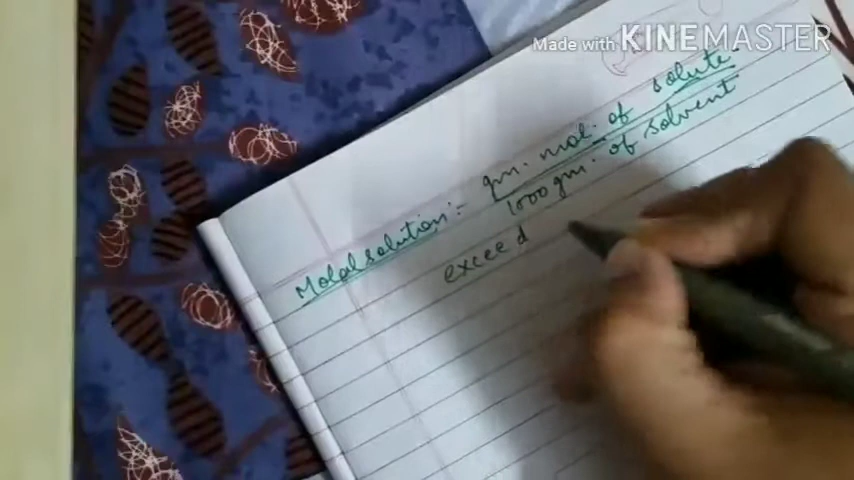 Made with KINEMASTER
Molal solution :- gm. mol. of solute.
1000 gm. of solvent
exceed